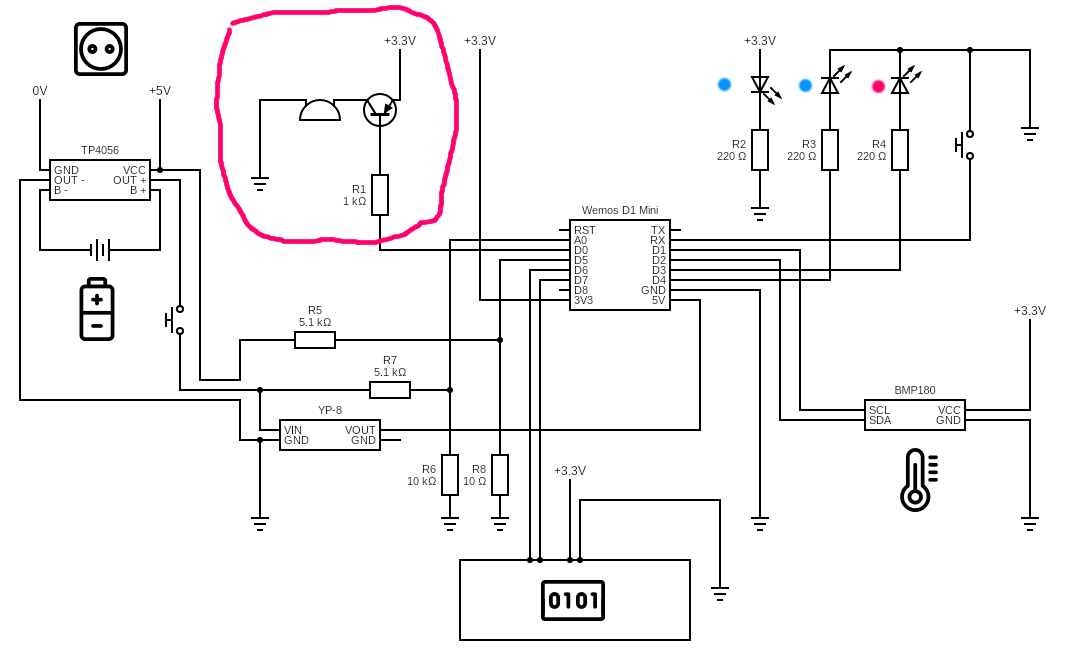 +3.3V
+3.3V
+3.3V
0V
+5V
TP4056
GND VCC
OUT - OUT +
B - B +
R1
1 kΩ
R2
220 Ω
R3
220 Ω
R4
220 Ω
Wemos D1 Mini
RST TX
A0 RX
D0 D1
D5 D2
D6 D3
D7 D4
D8 GND
3V3 5V
R5
5.1 kΩ
R7
5.1 kΩ
YP-8
VIN VOUT
GND GND
+3.3V
BMP180
SCL VCC
SDA GND
R6
10 kΩ
R8
10 Ω
+3.3V
0101